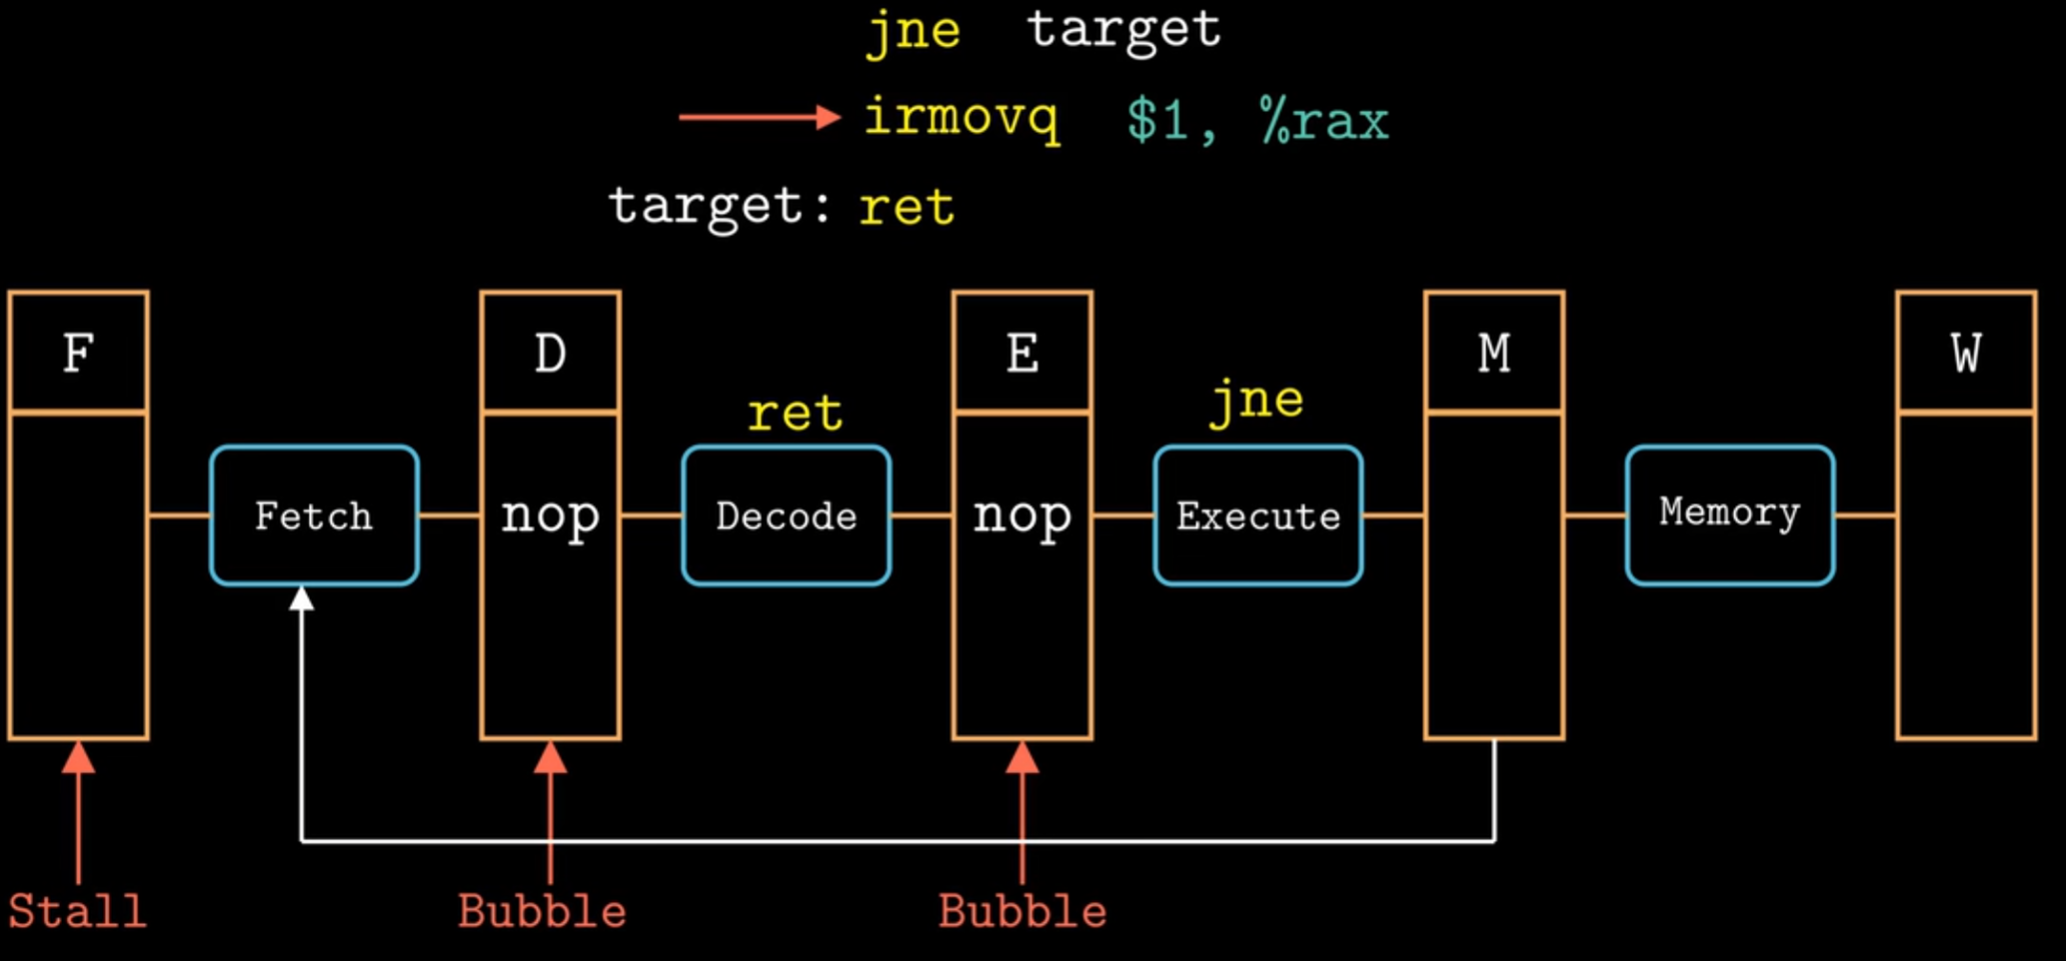 jne target
irmovq $1, %rax
target: ret
F D E M W
ret jne
Fetch nop Decode nop Execute Memory
Stall Bubble Bubble